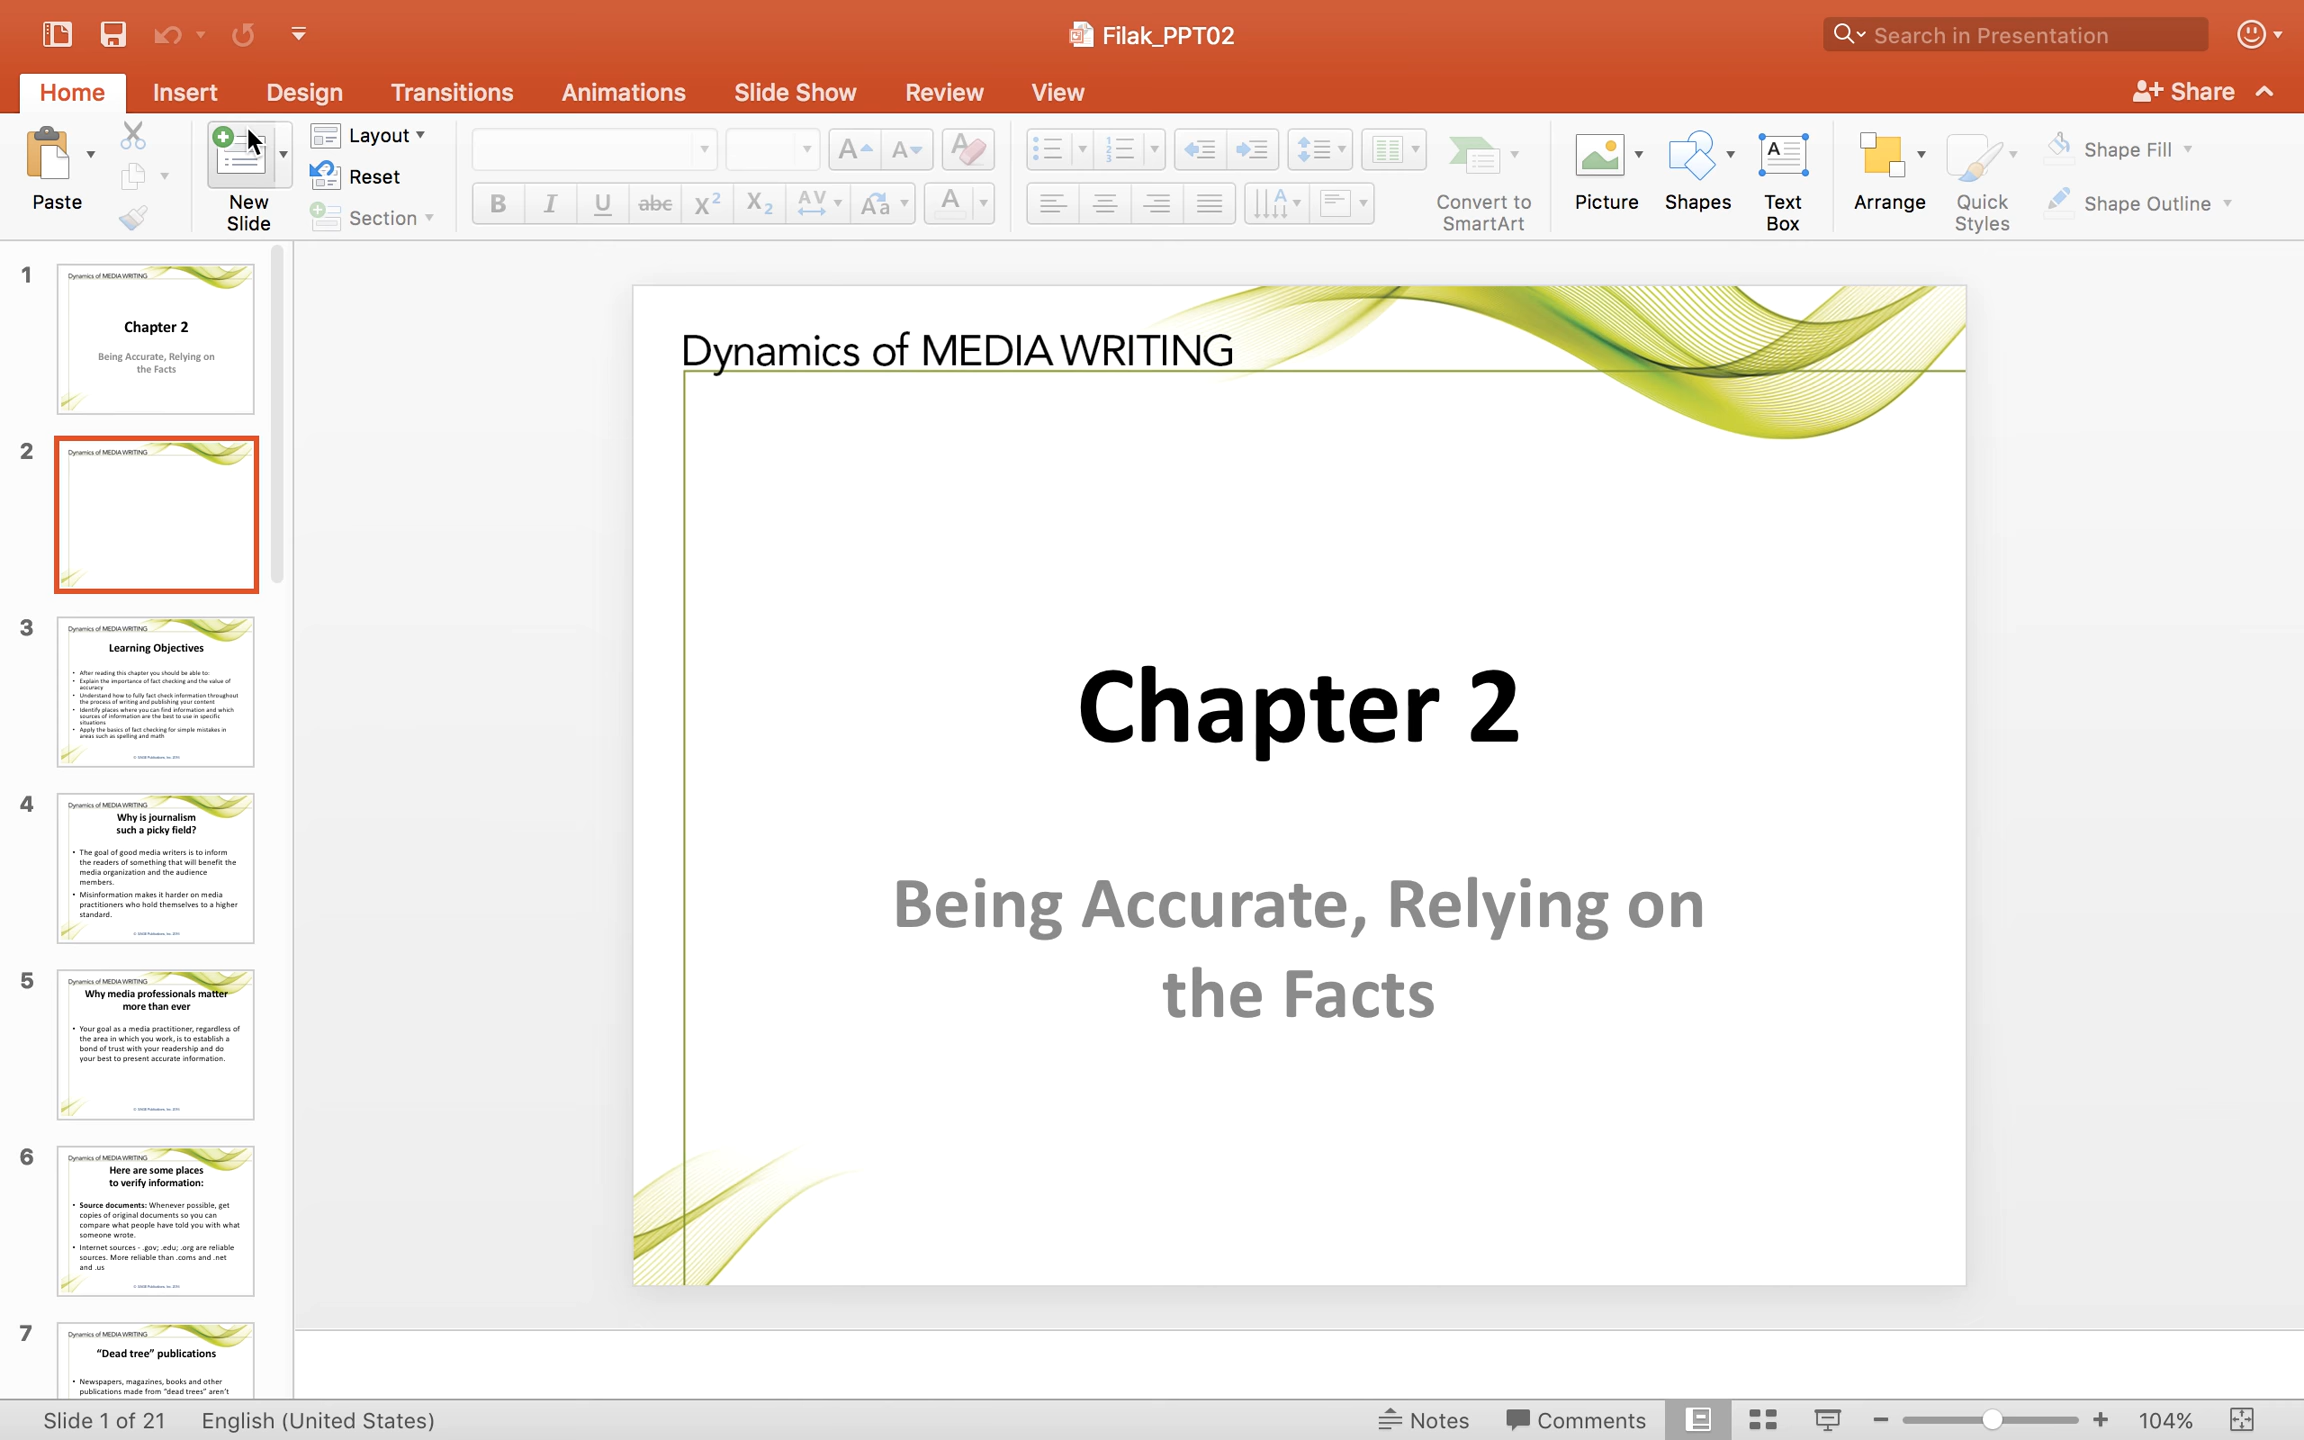 Filak_PPT02
Search in Presentation
Home
Insert
Design
Transitions
Animations
Slide Show
Review
View
Share
Paste
New
Slide
Layout
Reset
Section
B I U abc X² X₂ AV Aa A
Convert to
SmartArt
Picture
Shapes
Text
Box
Arrange
Quick
Styles
Shape Fill
Shape Outline
1
Dynamics of MEDIA WRITING
Chapter 2
Being Accurate, Relying on
the Facts
2
Dynamics of MEDIA WRITING
3
Dynamics of MEDIA WRITING
Learning Objectives
• After reading this chapter you should be able to:
• Explain the importance of fact checking and the value of
accuracy
• Understand how to fully fact check information throughout
the process of writing and publishing your content
• Identify places where you can find information and which
sources of information are the best to use in specific
situations
• Apply the basics of fact checking for simple mistakes in
areas such as spelling and math
4
Dynamics of MEDIA WRITING
Why is journalism
such a picky field?
• The goal of good media writers is to inform
the readers of something that will benefit the
media organization and the audience
members.
• Misinformation makes it harder on media
practitioners who hold themselves to a higher
standard.
5
Dynamics of MEDIA WRITING
Why media professionals matter
more than ever
• Your goal as a media practitioner, regardless of
the area in which you work, is to establish a
bond of trust with your readership and do
your best to present accurate information.
6
Dynamics of MEDIA WRITING
Here are some places
to verify information:
• Source documents: Whenever possible, get
copies of original documents so you can
compare what people have told you with what
someone wrote.
• Internet sources - .gov; .edu; .org are reliable
sources. More reliable than .coms and .net
and .us
7
Dynamics of MEDIA WRITING
“Dead tree” publications
• Newspapers, magazines, books and other
publications made from “dead trees” aren’t
Dynamics of MEDIA WRITING
Chapter 2
Being Accurate, Relying on
the Facts
Slide 1 of 21
English (United States)
Notes
Comments
104%